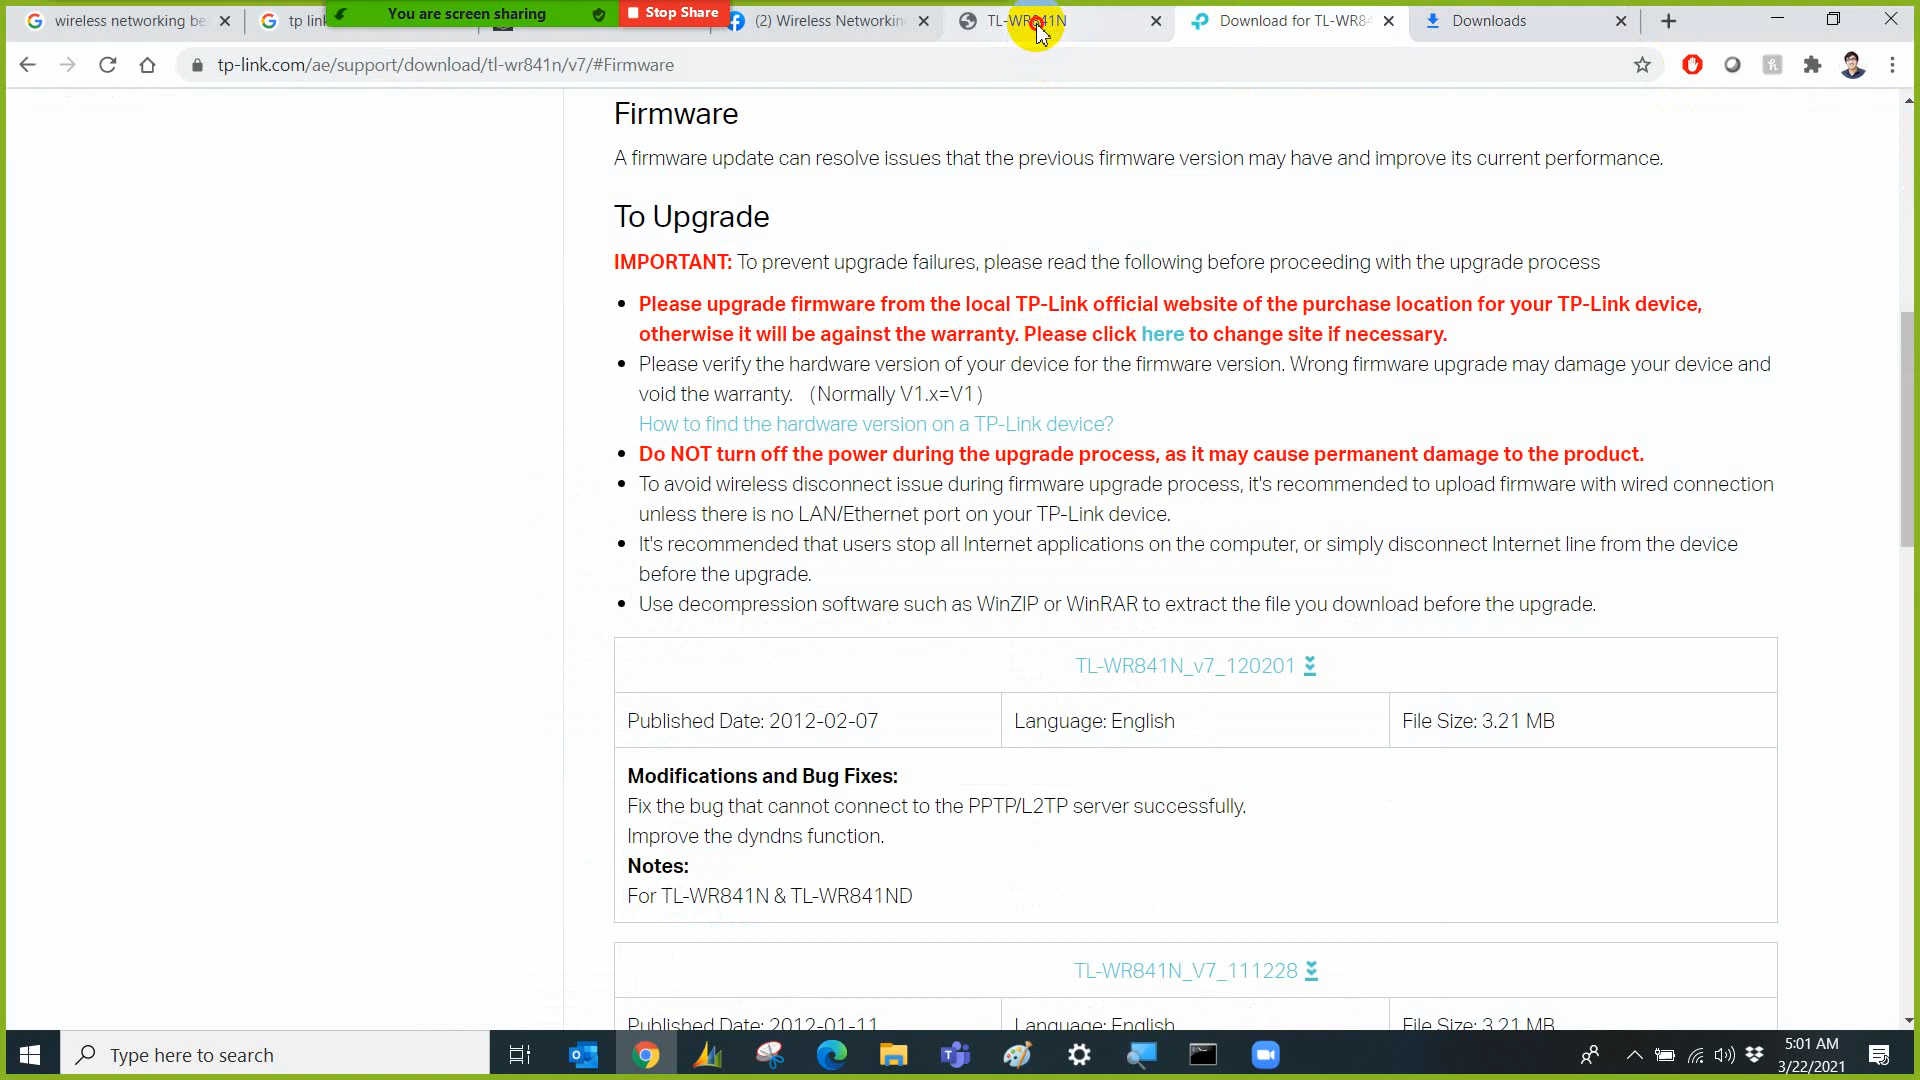 wireless networking be
tp link
You are screen sharing
Stop Share
(2) Wireless Networkin
TL-WR841N
Download for TL-WR84
Downloads
tp-link.com/ae/support/download/tl-wr841n/v7/#Firmware
Firmware
A firmware update can resolve issues that the previous firmware version may have and improve its current performance.
To Upgrade
IMPORTANT: To prevent upgrade failures, please read the following before proceeding with the upgrade process
• Please upgrade firmware from the local TP-Link official website of the purchase location for your TP-Link device,
otherwise it will be against the warranty. Please click here to change site if necessary.
• Please verify the hardware version of your device for the firmware version. Wrong firmware upgrade may damage your device and
void the warranty. (Normally V1.x=V1)
How to find the hardware version on a TP-Link device?
• Do NOT turn off the power during the upgrade process, as it may cause permanent damage to the product.
• To avoid wireless disconnect issue during firmware upgrade process, it's recommended to upload firmware with wired connection
unless there is no LAN/Ethernet port on your TP-Link device.
• It's recommended that users stop all Internet applications on the computer, or simply disconnect Internet line from the device
before the upgrade.
• Use decompression software such as WinZIP or WinRAR to extract the file you download before the upgrade.
TL-WR841N_v7_120201
Published Date: 2012-02-07
Language: English
File Size: 3.21 MB
Modifications and Bug Fixes:
Fix the bug that cannot connect to the PPTP/L2TP server successfully.
Improve the dyndns function.
Notes:
For TL-WR841N & TL-WR841ND
TL-WR841N_V7_111228
Published Date: 2012-01-11
Language: English
File Size: 3.21 MB
Type here to search
5:01 AM
3/22/2021